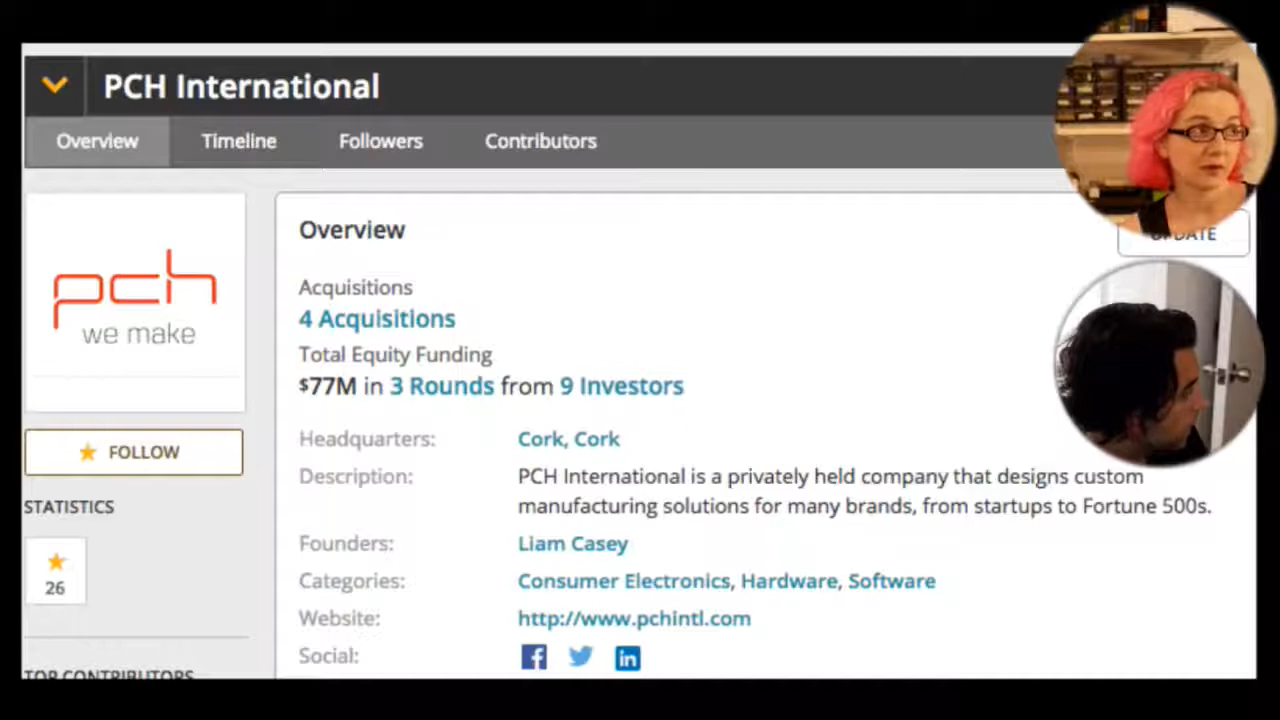 PCH International
Overview Timeline Followers Contributors
pch
we make
FOLLOW
STATISTICS
26
TOP CONTRIBUTORS
Overview
UPDATE
Acquisitions
4 Acquisitions
Total Equity Funding
$77M in 3 Rounds from 9 Investors
Headquarters: Cork, Cork
Description: PCH International is a privately held company that designs custom
manufacturing solutions for many brands, from startups to Fortune 500s.
Founders: Liam Casey
Categories: Consumer Electronics, Hardware, Software
Website: http://www.pchintl.com
Social: